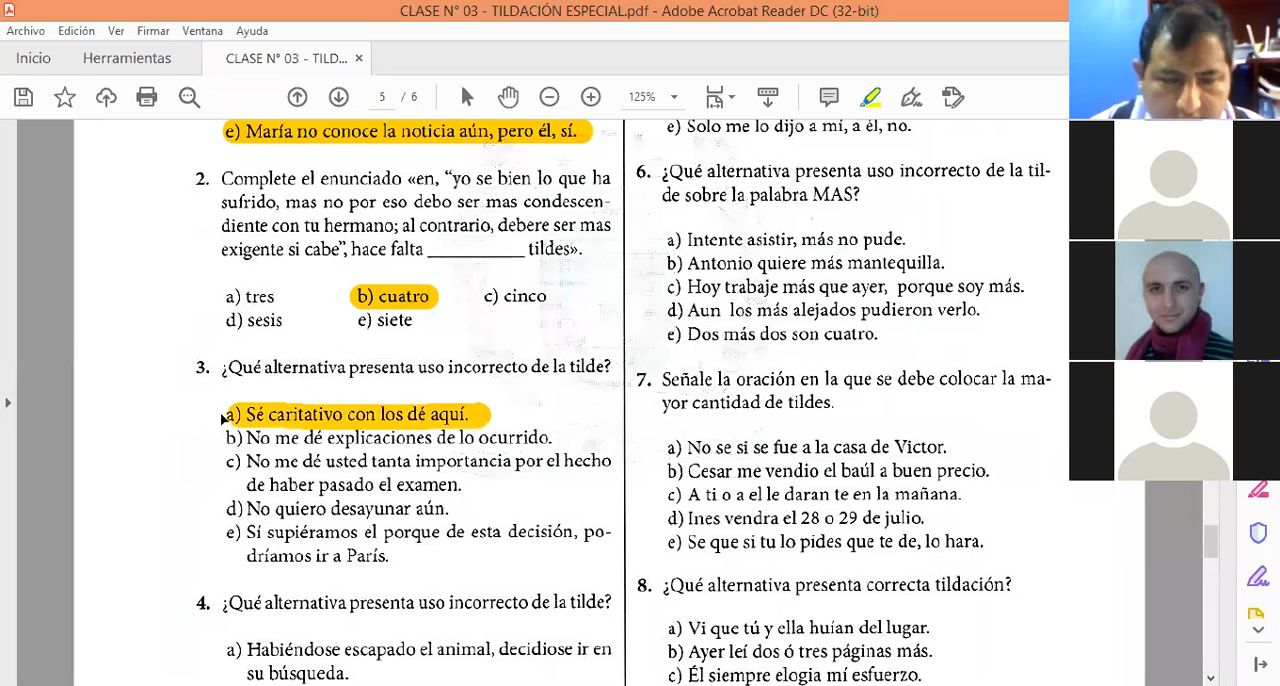 CLASE N° 03 - TILDACIÓN ESPECIAL.pdf - Adobe Acrobat Reader DC (32-bit)
Archivo Edición Ver Firmar Ventana Ayuda
Inicio Herramientas CLASE N° 03 - TILD... ×
5 / 6 125%
e) María no conoce la noticia aún, pero él, sí.
2. Complete el enunciado «en, “yo se bien lo que ha
sufrido, mas no por eso debo ser mas condescen-
diente con tu hermano; al contrario, debere ser mas
exigente si cabe”, hace falta ____________ tildes».
a) tres b) cuatro c) cinco
d) sesis e) siete
3. ¿Qué alternativa presenta uso incorrecto de la tilde?
a) Sé caritativo con los dé aquí.
b) No me dé explicaciones de lo ocurrido.
c) No me dé usted tanta importancia por el hecho
de haber pasado el examen.
d) No quiero desayunar aún.
e) Sí supiéramos el porque de esta decisión, po-
dríamos ir a París.
4. ¿Qué alternativa presenta uso incorrecto de la tilde?
a) Habiéndose escapado el animal, decidiose ir en
su búsqueda.
e) Solo me lo dijo a mí, a él, no.
6. ¿Qué alternativa presenta uso incorrecto de la til-
de sobre la palabra MAS?
a) Intente asistir, más no pude.
b) Antonio quiere más mantequilla.
c) Hoy trabaje más que ayer, porque soy más.
d) Aun los más alejados pudieron verlo.
e) Dos más dos son cuatro.
7. Señale la oración en la que se debe colocar la ma-
yor cantidad de tildes.
a) No se si se fue a la casa de Victor.
b) Cesar me vendio el baúl a buen precio.
c) A ti o a el le daran te en la mañana.
d) Ines vendra el 28 o 29 de julio.
e) Se que si tu lo pides que te de, lo hara.
8. ¿Qué alternativa presenta correcta tildación?
a) Vi que tú y ella huían del lugar.
b) Ayer leí dos ó tres páginas más.
c) Él siempre elogia mí esfuerzo.